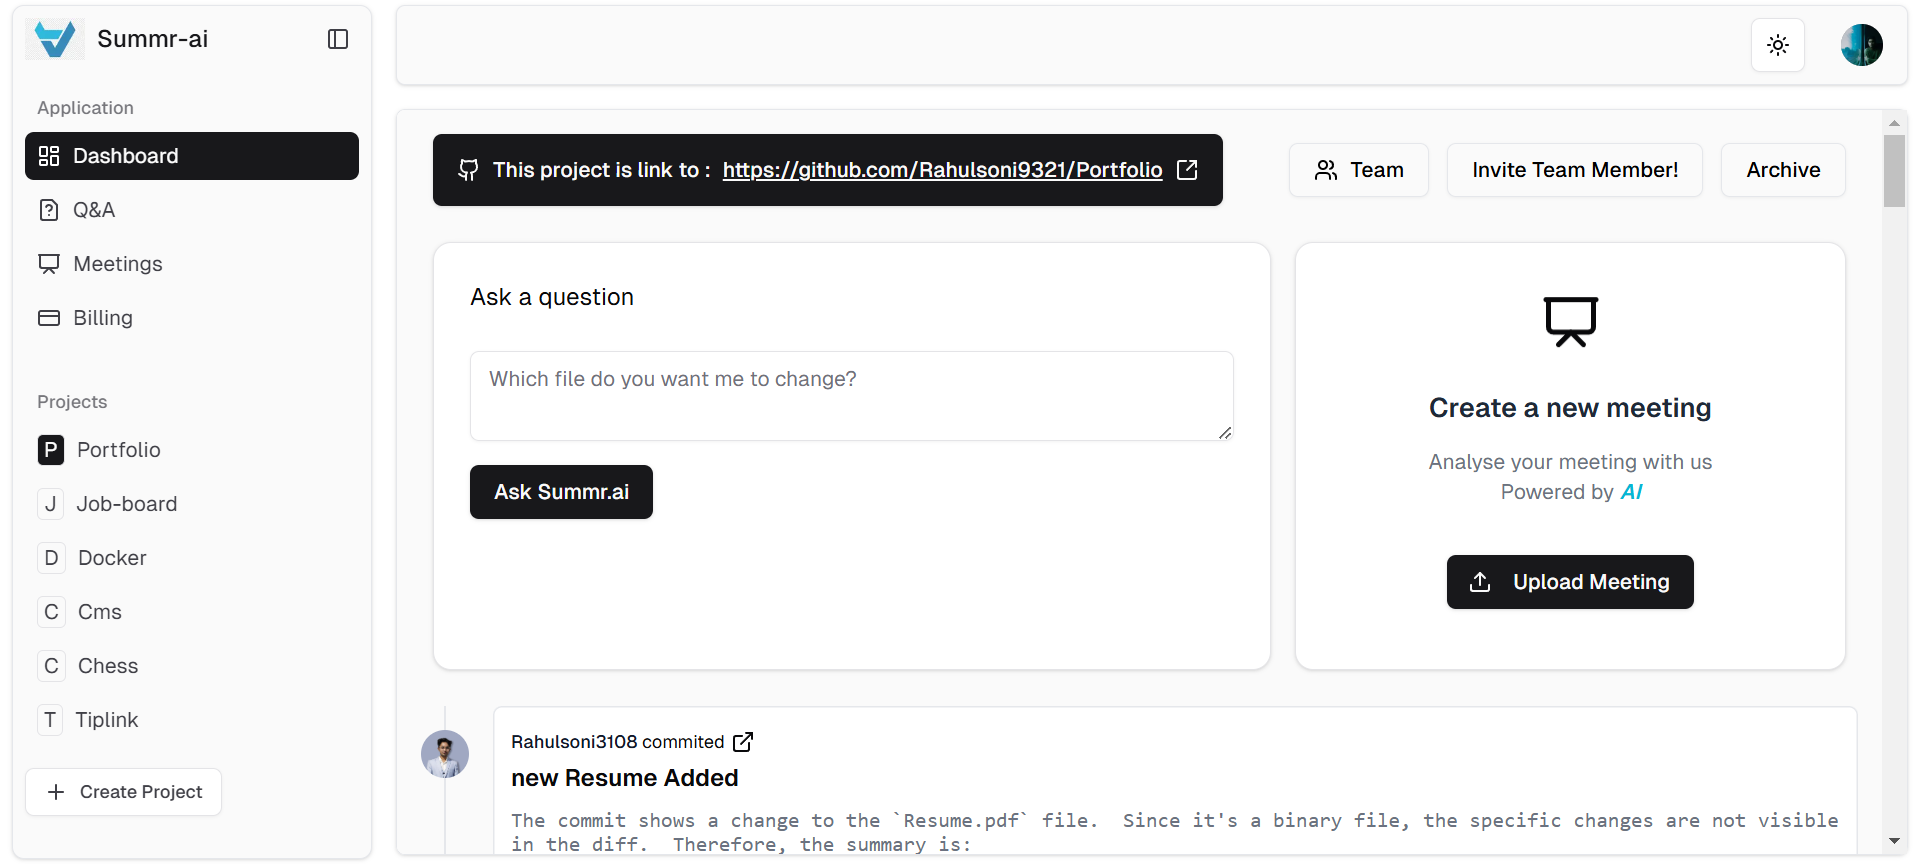 Summr-ai
Application
Dashboard
Q&A
Meetings
Billing
Projects
P Portfolio
J Job-board
D Docker
C Cms
C Chess
T Tiplink
Create Project
This project is link to : https://github.com/Rahulsoni9321/Portfolio
Team
Invite Team Member!
Archive
Ask a question
Which file do you want me to change?
Ask Summr.ai
Create a new meeting
Analyse your meeting with us
Powered by AI
Upload Meeting
Rahulsoni3108 commited
new Resume Added
The commit shows a change to the `Resume.pdf` file.  Since it's a binary file, the specific changes are not visible
in the diff.  Therefore, the summary is: